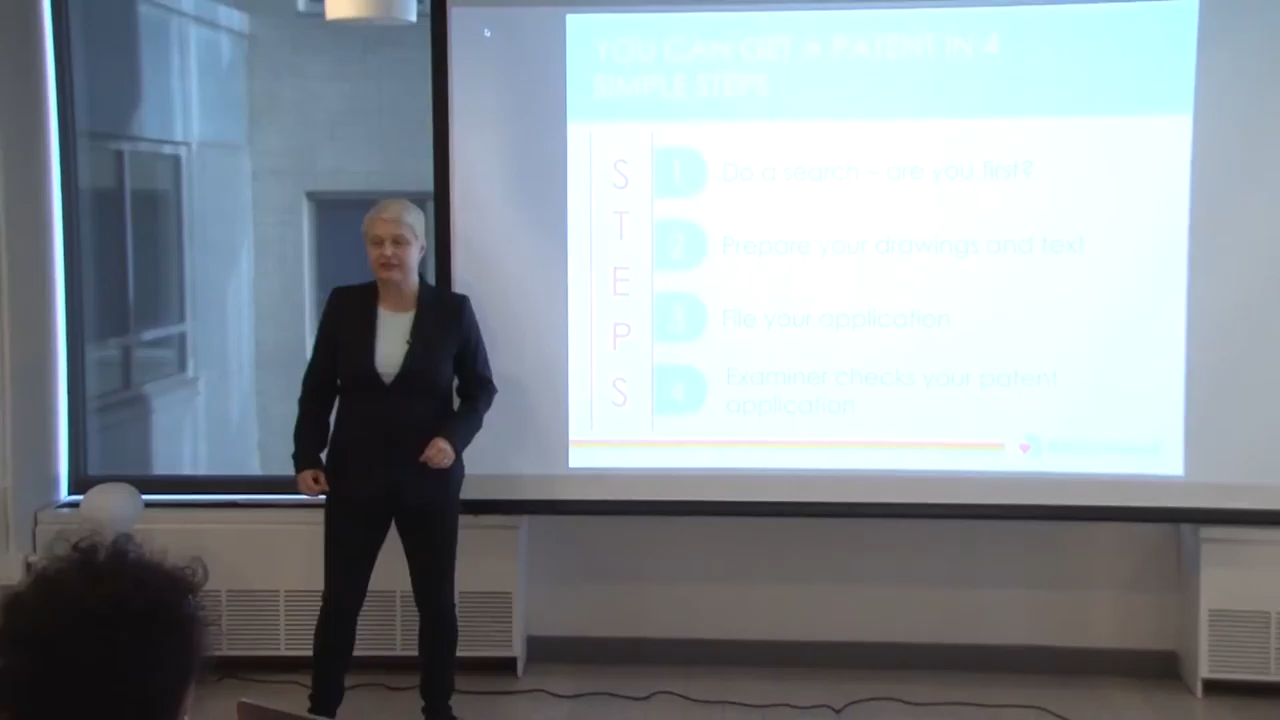 YOU CAN GET A PATENT IN 4
SIMPLE STEPS
STEPS
1 Do a search – are you first?
2 Prepare your drawings and text
3 File your application
4 Examiner checks your patent
application